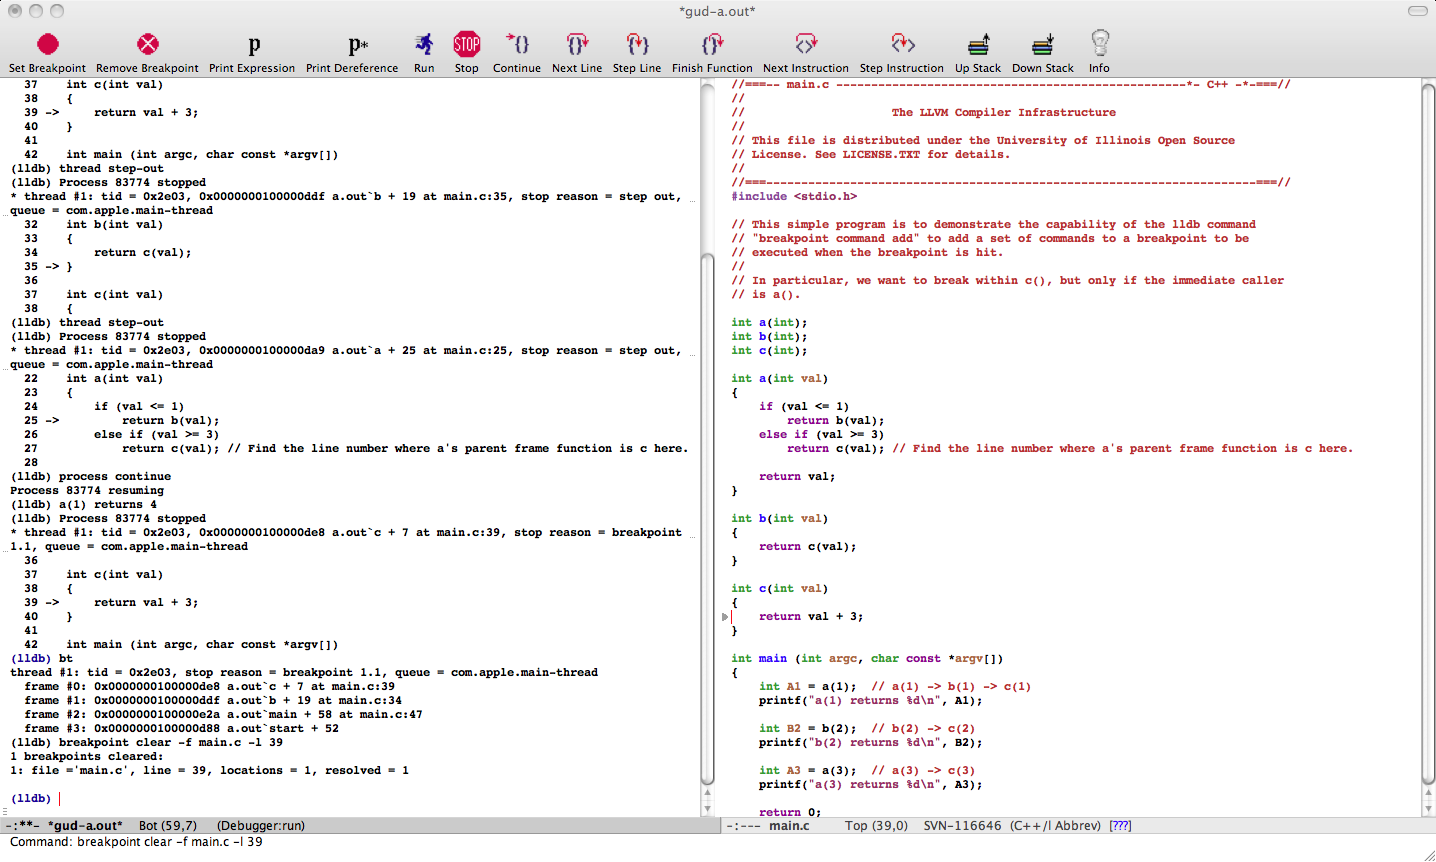 *gud-a.out*
Set Breakpoint Remove Breakpoint Print Expression Print Dereference Run Stop Continue Next Line Step Line Finish Function Next Instruction Step Instruction Up Stack Down Stack Info
p p* STOP
37    int c(int val)
38    {
39 ->     return val + 3;
40    }
41
42    int main (int argc, char const *argv[])
(lldb) thread step-out
(lldb) Process 83774 stopped
* thread #1: tid = 0x2e03, 0x0000000100000ddf a.out`b + 19 at main.c:35, stop reason = step out,
queue = com.apple.main-thread
32    int b(int val)
33    {
34        return c(val);
35 -> }
36
37    int c(int val)
38    {
(lldb) thread step-out
(lldb) Process 83774 stopped
* thread #1: tid = 0x2e03, 0x0000000100000da9 a.out`a + 25 at main.c:25, stop reason = step out,
queue = com.apple.main-thread
22    int a(int val)
23    {
24        if (val <= 1)
25 ->         return b(val);
26        else if (val >= 3)
27            return c(val); // Find the line number where a's parent frame function is c here.
28
(lldb) process continue
Process 83774 resuming
(lldb) a(1) returns 4
(lldb) Process 83774 stopped
* thread #1: tid = 0x2e03, 0x0000000100000de8 a.out`c + 7 at main.c:39, stop reason = breakpoint
1.1, queue = com.apple.main-thread
36
37    int c(int val)
38    {
39 ->     return val + 3;
40    }
41
42    int main (int argc, char const *argv[])
(lldb) bt
thread #1: tid = 0x2e03, stop reason = breakpoint 1.1, queue = com.apple.main-thread
frame #0: 0x0000000100000de8 a.out`c + 7 at main.c:39
frame #1: 0x0000000100000ddf a.out`b + 19 at main.c:34
frame #2: 0x0000000100000e2a a.out`main + 58 at main.c:47
frame #3: 0x0000000100000d88 a.out`start + 52
(lldb) breakpoint clear -f main.c -l 39
1 breakpoints cleared:
1: file ='main.c', line = 39, locations = 1, resolved = 1
(lldb)
-:**-  *gud-a.out*   Bot (59,7)    (Debugger:run)
//===-- main.c --------------------------------------------------*- C++ -*-===//
//
//                     The LLVM Compiler Infrastructure
//
// This file is distributed under the University of Illinois Open Source
// License. See LICENSE.TXT for details.
//
//===----------------------------------------------------------------------===//
#include <stdio.h>
// This simple program is to demonstrate the capability of the lldb command
// "breakpoint command add" to add a set of commands to a breakpoint to be
// executed when the breakpoint is hit.
//
// In particular, we want to break within c(), but only if the immediate caller
// is a().
int a(int);
int b(int);
int c(int);
int a(int val)
{
    if (val <= 1)
        return b(val);
    else if (val >= 3)
        return c(val); // Find the line number where a's parent frame function is c here.
    return val;
}
int b(int val)
{
    return c(val);
}
int c(int val)
{
    return val + 3;
}
int main (int argc, char const *argv[])
{
    int A1 = a(1);  // a(1) -> b(1) -> c(1)
    printf("a(1) returns %d\n", A1);
    int B2 = b(2);  // b(2) -> c(2)
    printf("b(2) returns %d\n", B2);
    int A3 = a(3);  // a(3) -> c(3)
    printf("a(3) returns %d\n", A3);
    return 0;
-:---  main.c     Top (39,0)    SVN-116646  (C++/l Abbrev)  [???]
Command: breakpoint clear -f main.c -l 39